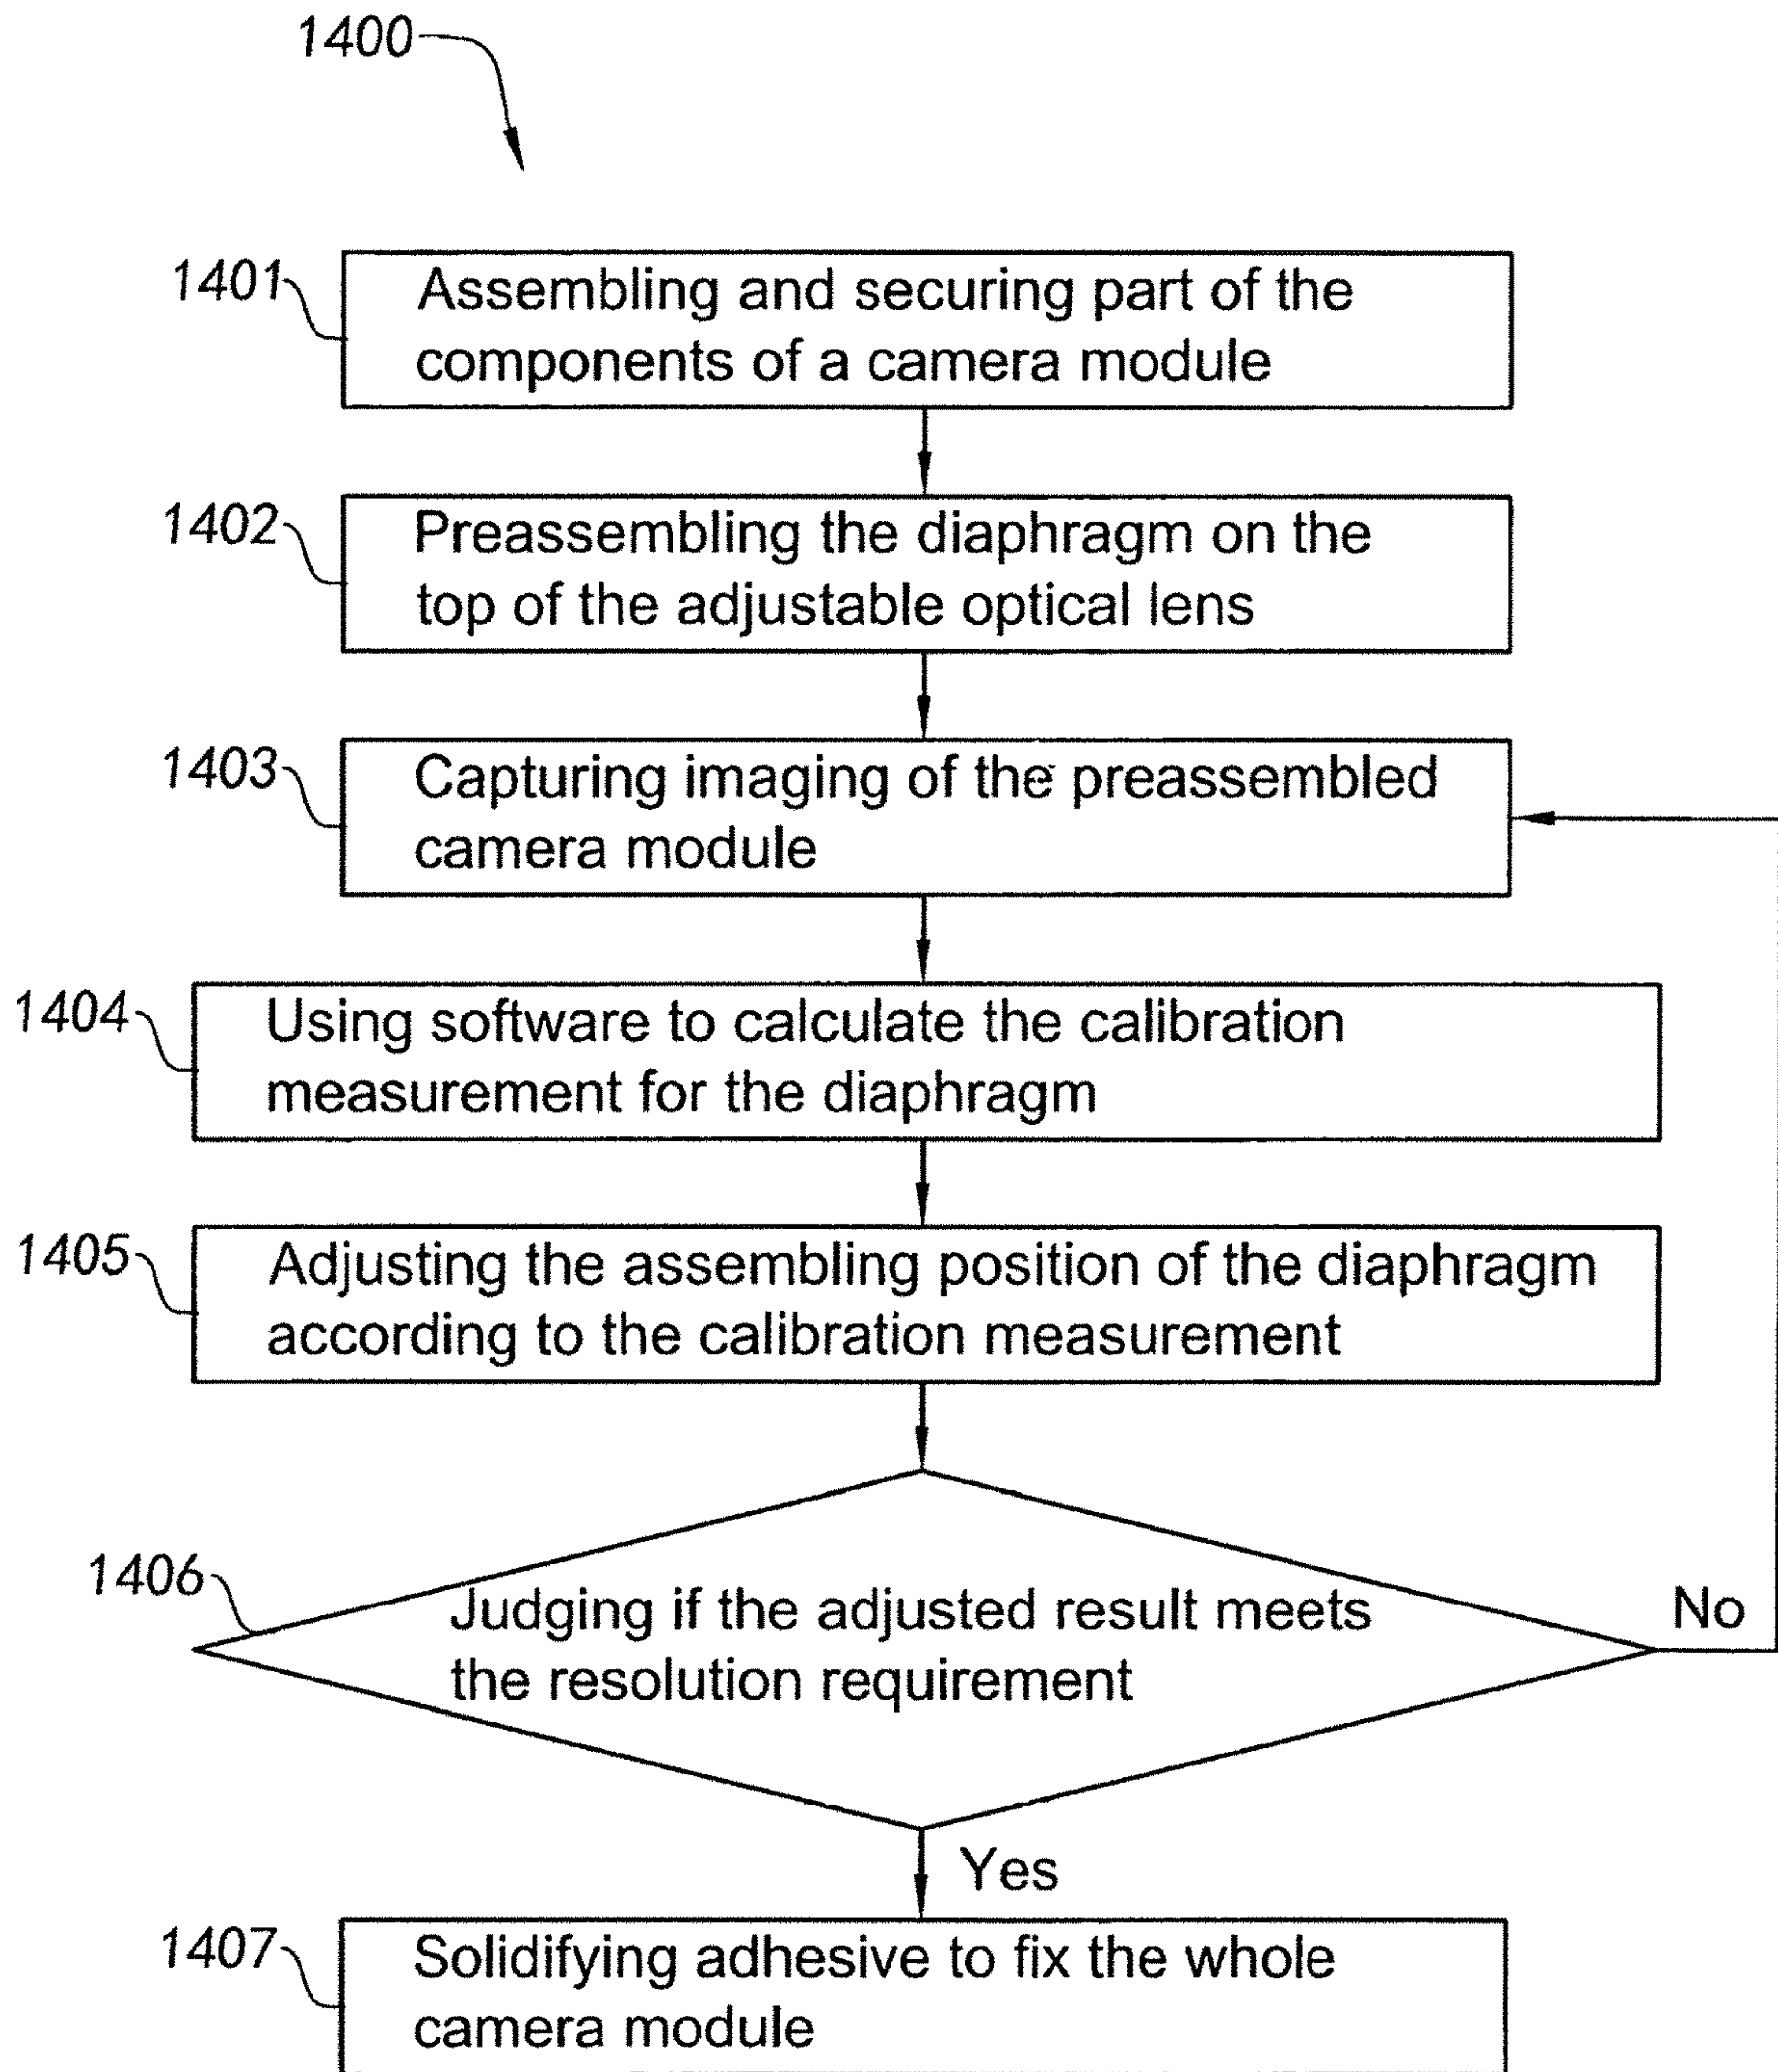 1400
1401
Assembling and securing part of the
components of a camera module
1402
Preassembling the diaphragm on the
top of the adjustable optical lens
1403
Capturing imaging of the preassembled
camera module
1404
Using software to calculate the calibration
measurement for the diaphragm
1405
Adjusting the assembling position of the diaphragm
according to the calibration measurement
1406
Judging if the adjusted result meets
the resolution requirement
No
Yes
1407
Solidifying adhesive to fix the whole
camera module